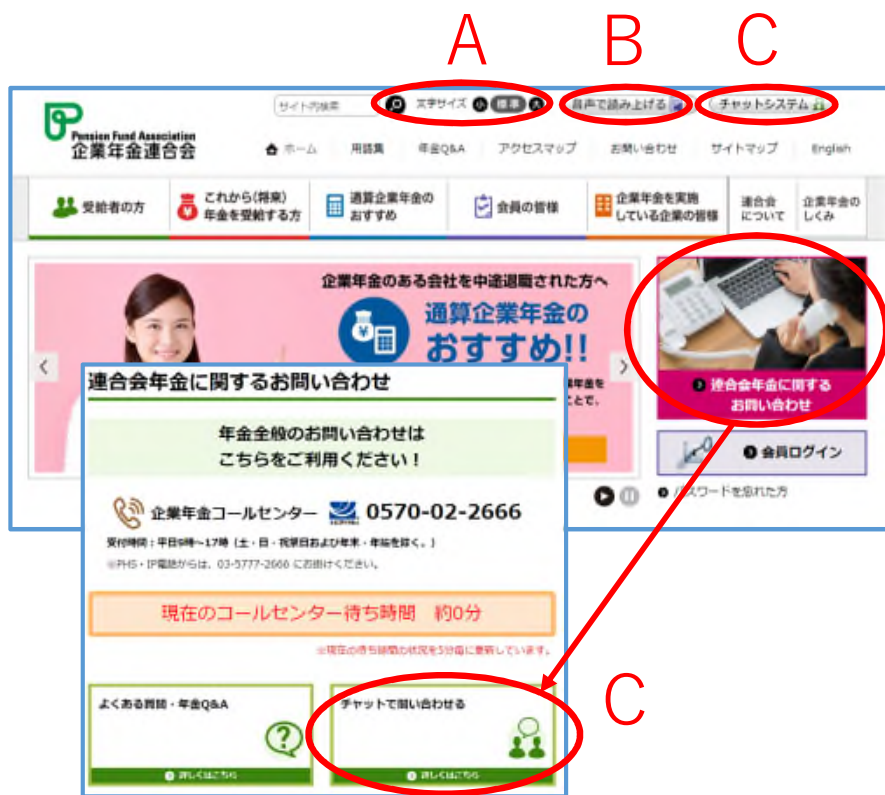 A B C
サイト内検索 文字サイズ 小 標準 大 音声で読み上げる チャットシステム
Pension Fund Association
企業年金連合会
ホーム 用語集 年金Q&A アクセスマップ お問い合わせ サイトマップ English
受給者の方
これから(将来)
年金を受給する方
通算企業年金の
おすすめ
会員の皆様
企業年金を実施
している企業の皆様
連合会
について
企業年金の
しくみ
企業年金のある会社を中途退職された方へ
通算企業年金の
おすすめ!!
業年金を
ことで、
連合会年金に関する
お問い合わせ
会員ログイン
パスワードを忘れた方
連合会年金に関するお問い合わせ
年金全般のお問い合わせは
こちらをご利用ください！
企業年金コールセンター 0570-02-2666
受付時間：平日9時～17時（土・日・祝祭日および年末・年始を除く。）
※PHS・IP電話からは、03-5777-2666 にお掛けください。
現在のコールセンター待ち時間 約0分
※現在の待ち時間の状況を5分毎に更新しています。
よくある質問・年金Q&A
詳しくはこちら
チャットで問い合わせる
詳しくはこちら
C